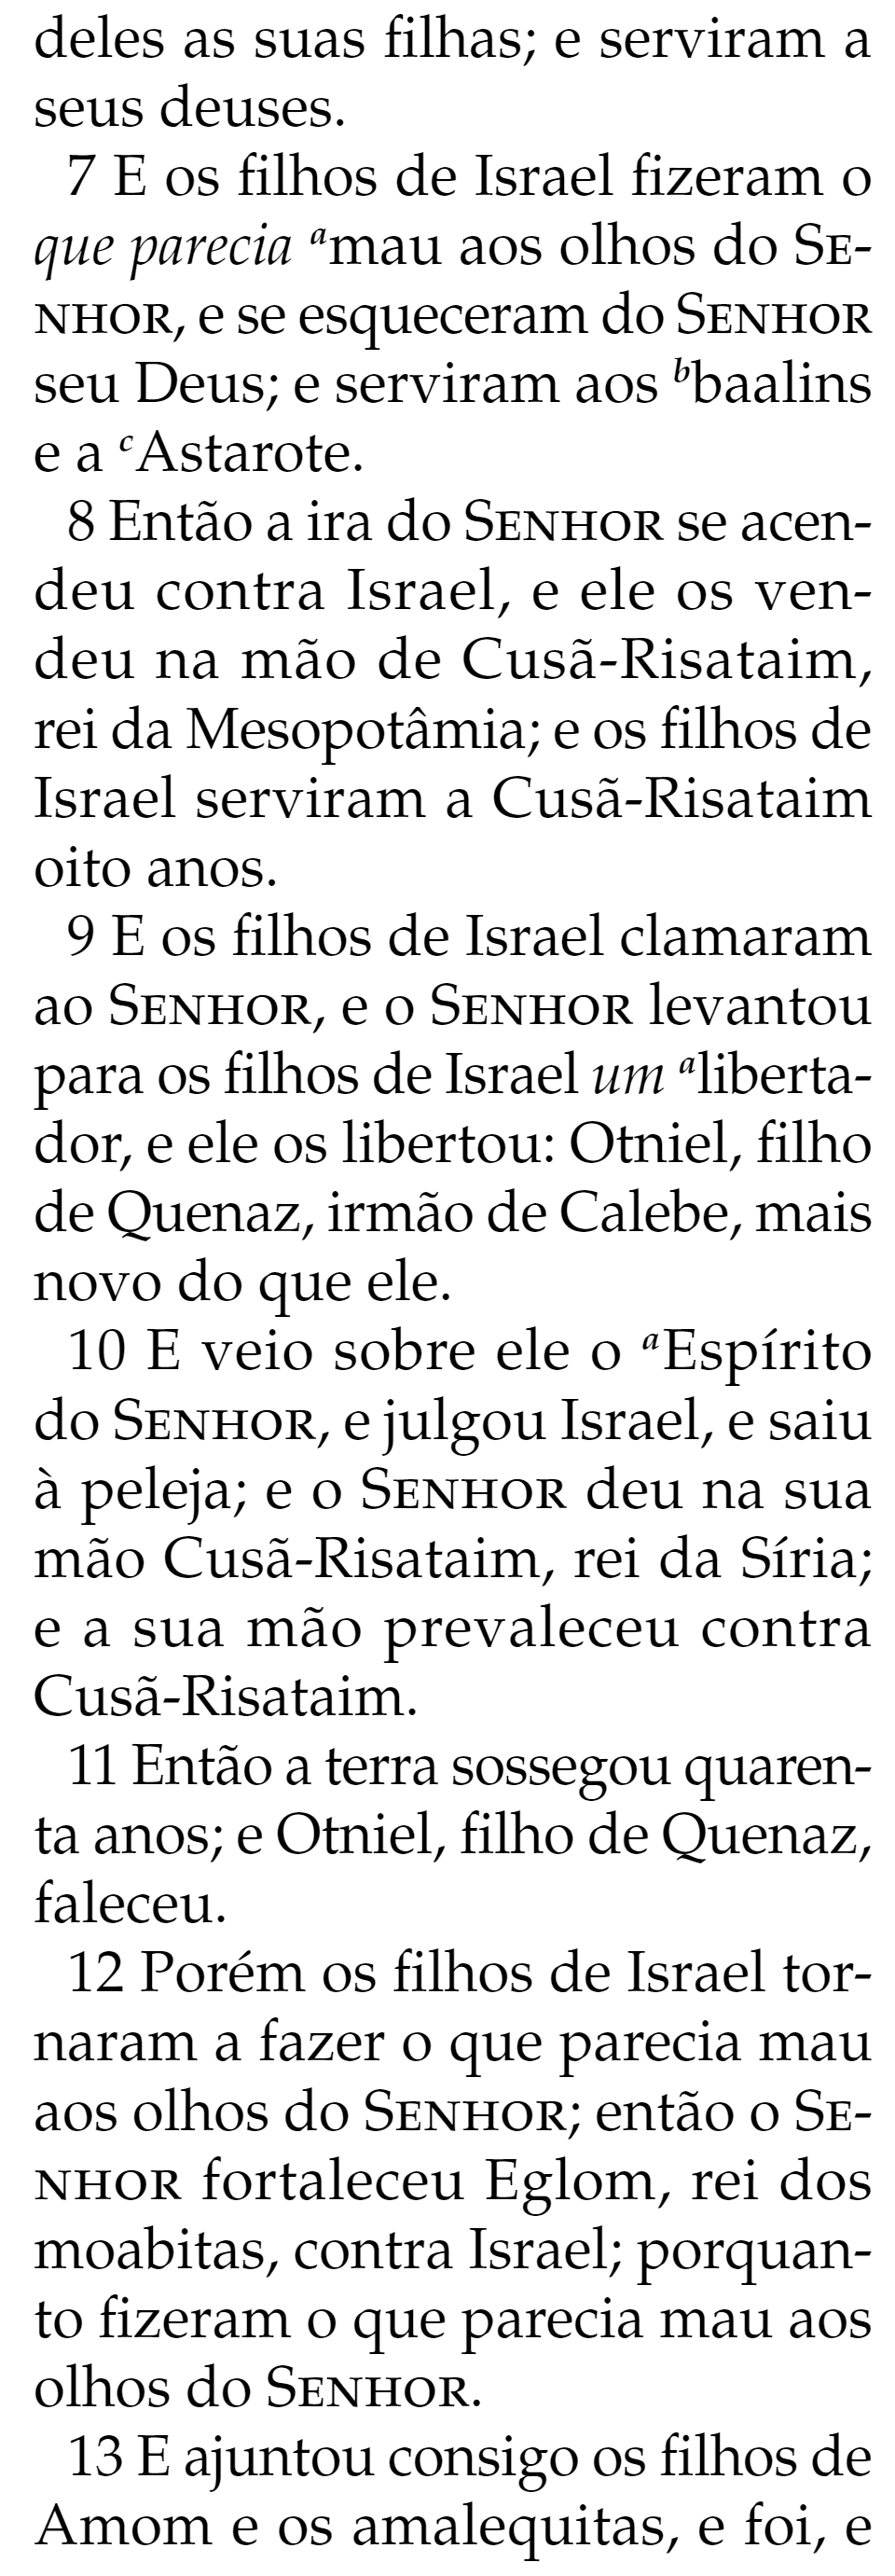 deles as suas filhas; e serviram a
seus deuses.
7 E os filhos de Israel fizeram o
que parecia ᵃmau aos olhos do SE-
NHOR, e se esqueceram do SENHOR
seu Deus; e serviram aos ᵇbaalins
e a ᶜAstarote.
8 Então a ira do SENHOR se acen-
deu contra Israel, e ele os ven-
deu na mão de Cusã-Risataim,
rei da Mesopotâmia; e os filhos de
Israel serviram a Cusã-Risataim
oito anos.
9 E os filhos de Israel clamaram
ao SENHOR, e o SENHOR levantou
para os filhos de Israel um ᵃliberta-
dor, e ele os libertou: Otniel, filho
de Quenaz, irmão de Calebe, mais
novo do que ele.
10 E veio sobre ele o ᵃEspírito
do SENHOR, e julgou Israel, e saiu
à peleja; e o SENHOR deu na sua
mão Cusã-Risataim, rei da Síria;
e a sua mão prevaleceu contra
Cusã-Risataim.
11 Então a terra sossegou quaren-
ta anos; e Otniel, filho de Quenaz,
faleceu.
12 Porém os filhos de Israel tor-
naram a fazer o que parecia mau
aos olhos do SENHOR; então o SE-
NHOR fortaleceu Eglom, rei dos
moabitas, contra Israel; porquan-
to fizeram o que parecia mau aos
olhos do SENHOR.
13 E ajuntou consigo os filhos de
Amom e os amalequitas, e foi, e